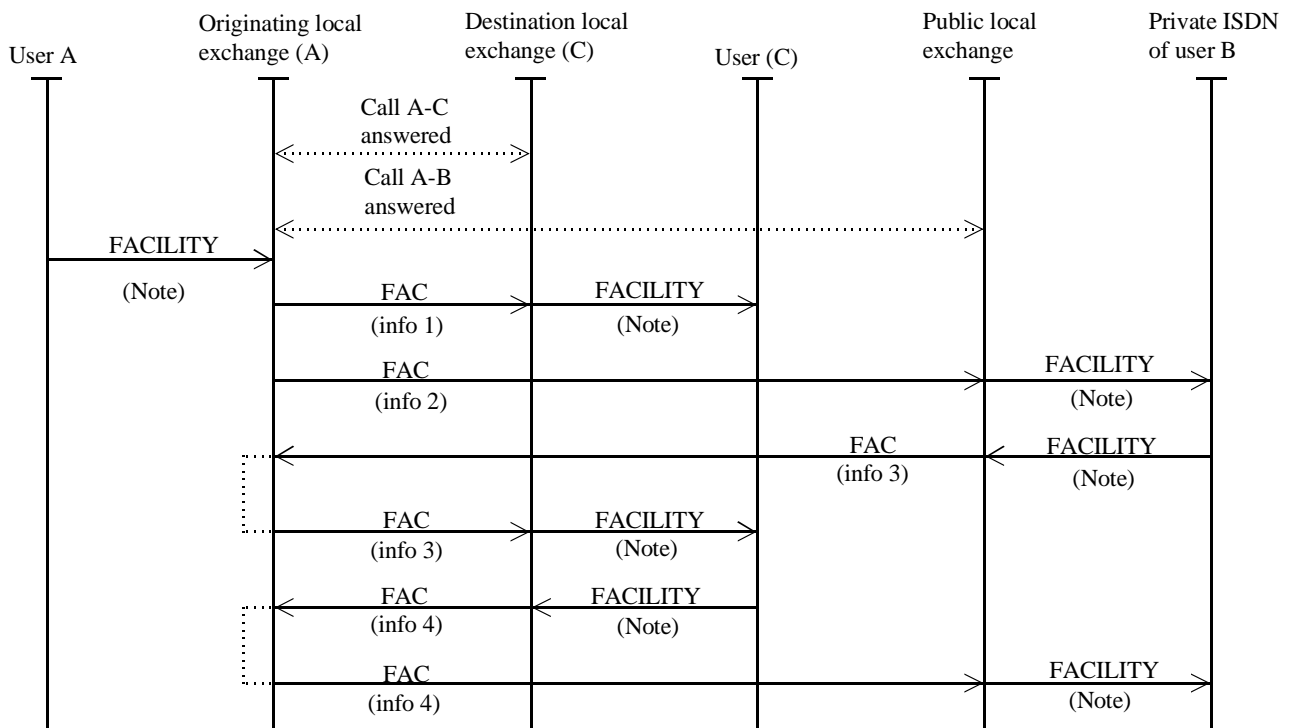 User A
Originating local
exchange (A)
Destination local
exchange (C)
User (C)
Public local
exchange
Private ISDN
of user B
Call A-C
answered
Call A-B
answered
FACILITY
(Note)
FAC
(info 1)
FACILITY
(Note)
FAC
(info 2)
FACILITY
(Note)
FAC
(info 3)
FACILITY
(Note)
FAC
(info 3)
FACILITY
(Note)
FAC
(info 4)
FACILITY
(Note)
FAC
(info 4)
FACILITY
(Note)